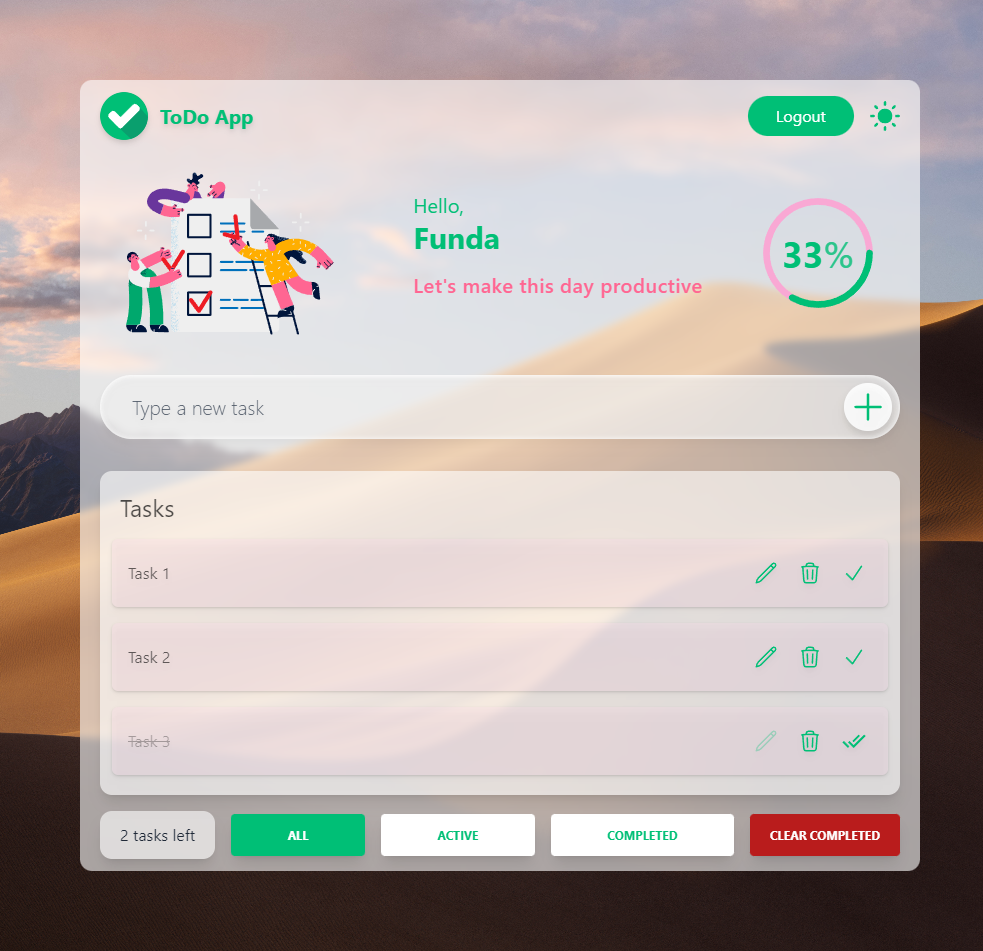 ToDo App
Logout
Hello,
Funda
Let's make this day productive
33%
Type a new task
Tasks
Task 1
Task 2
Task 3
2 tasks left
ALL
ACTIVE
COMPLETED
CLEAR COMPLETED